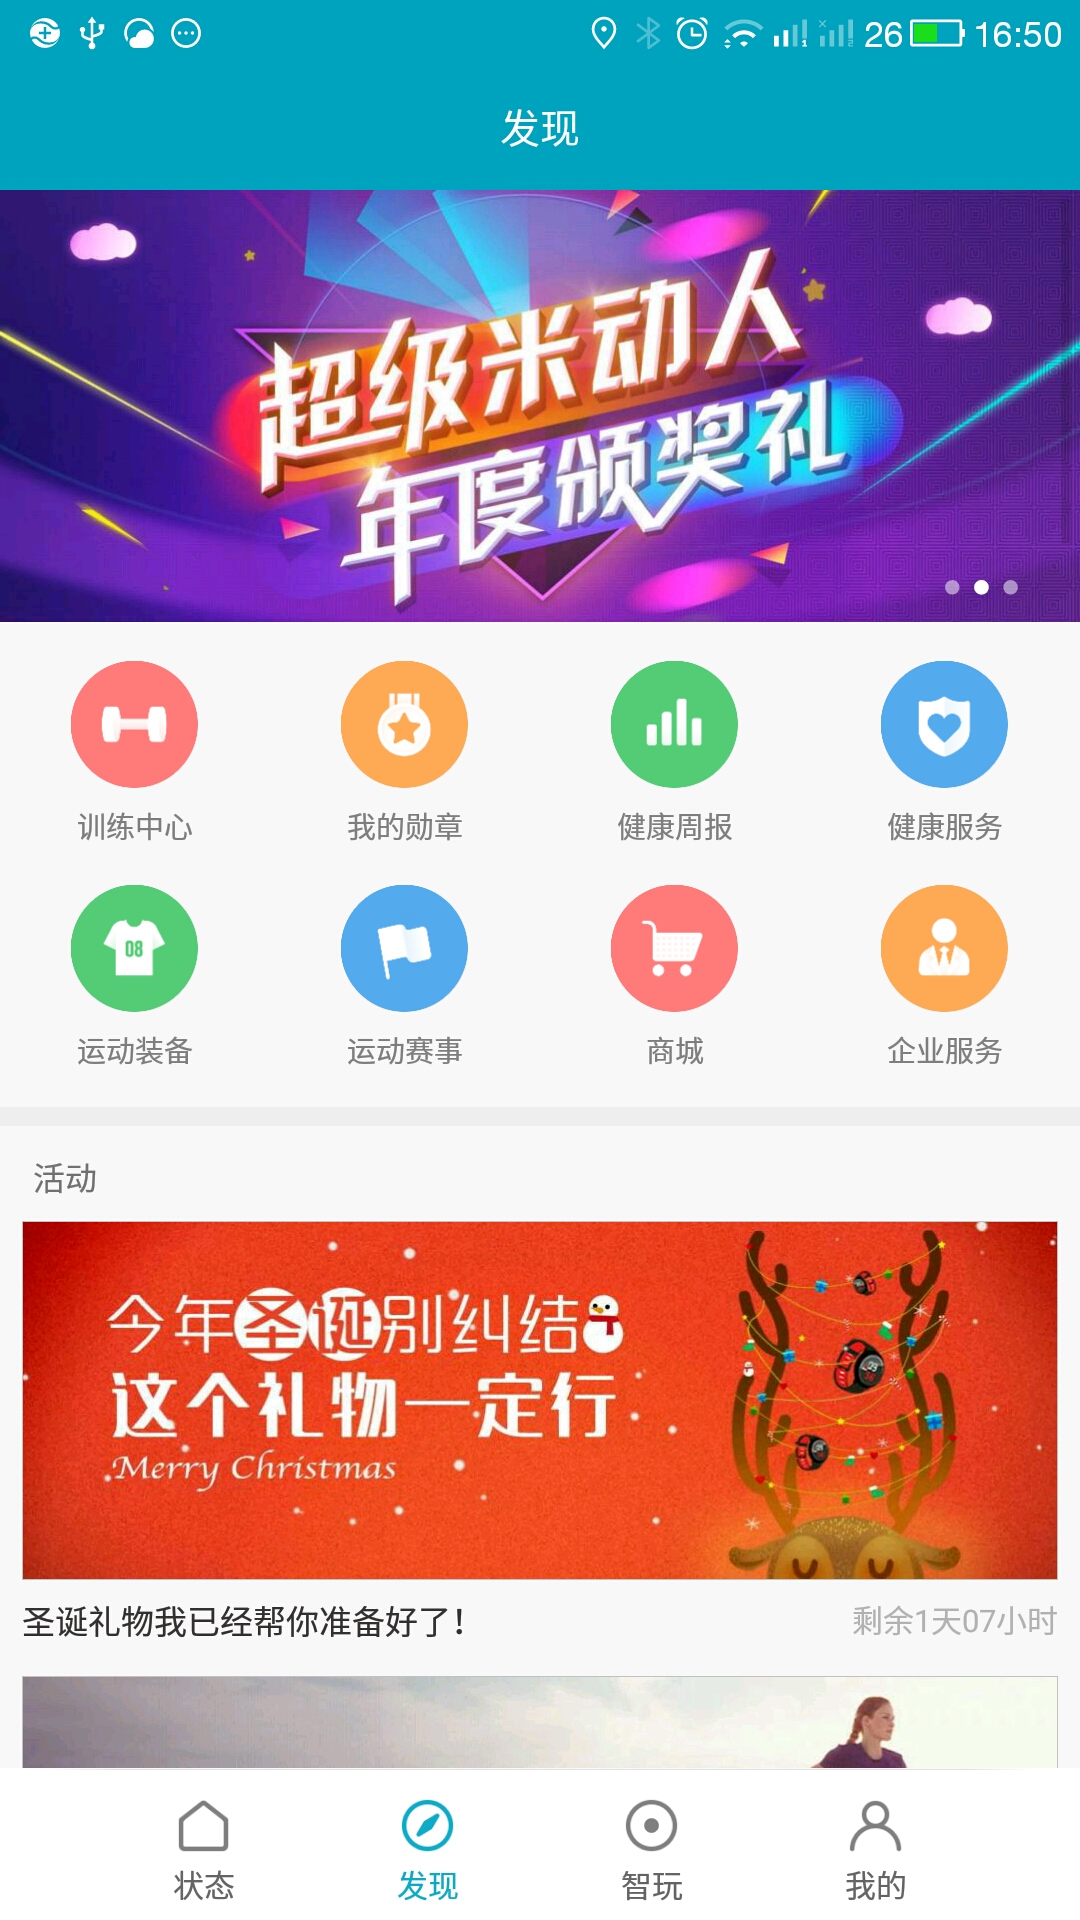 26 16:50
发现
超级米动人
年度颁奖礼
训练中心 我的勋章 健康周报 健康服务
08
运动装备 运动赛事 商城 企业服务
活动
今年圣诞别纠结
这个礼物一定行
Merry Christmas
圣诞礼物我已经帮你准备好了! 剩余1天07小时
状态 发现 智玩 我的